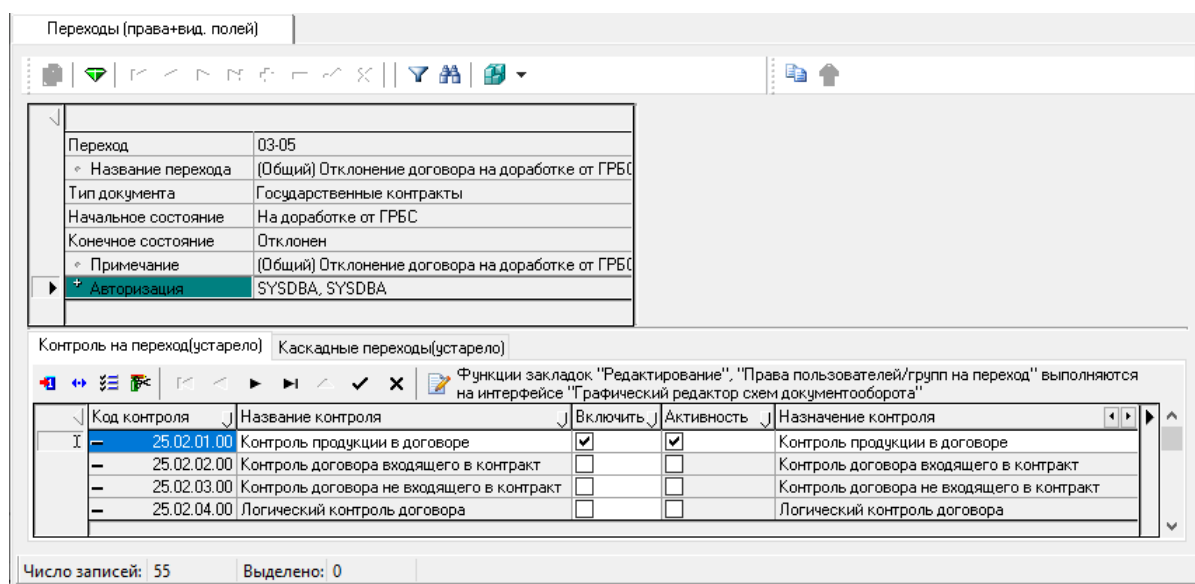 Переходы (права+вид. полей)
Переход 03-05
Название перехода (Общий) Отклонение договора на доработке от ГРБС
Тип документа Государственные контракты
Начальное состояние На доработке от ГРБС
Конечное состояние Отклонен
Примечание (Общий) Отклонение договора на доработке от ГРБС
Авторизация SYSDBA, SYSDBA
Контроль на переход(устарело) Каскадные переходы(устарело)
Функции закладок "Редактирование", "Права пользователей/групп на переход" выполняются
на интерфейсе "Графический редактор схем документооборота"
Код контроля Название контроля Включить Активность Назначение контроля
25.02.01.00 Контроль продукции в договоре Контроль продукции в договоре
25.02.02.00 Контроль договора входящего в контракт Контроль договора входящего в контракт
25.02.03.00 Контроль договора не входящего в контракт Контроль договора не входящего в контракт
25.02.04.00 Логический контроль договора Логический контроль договора
Число записей: 55 Выделено: 0